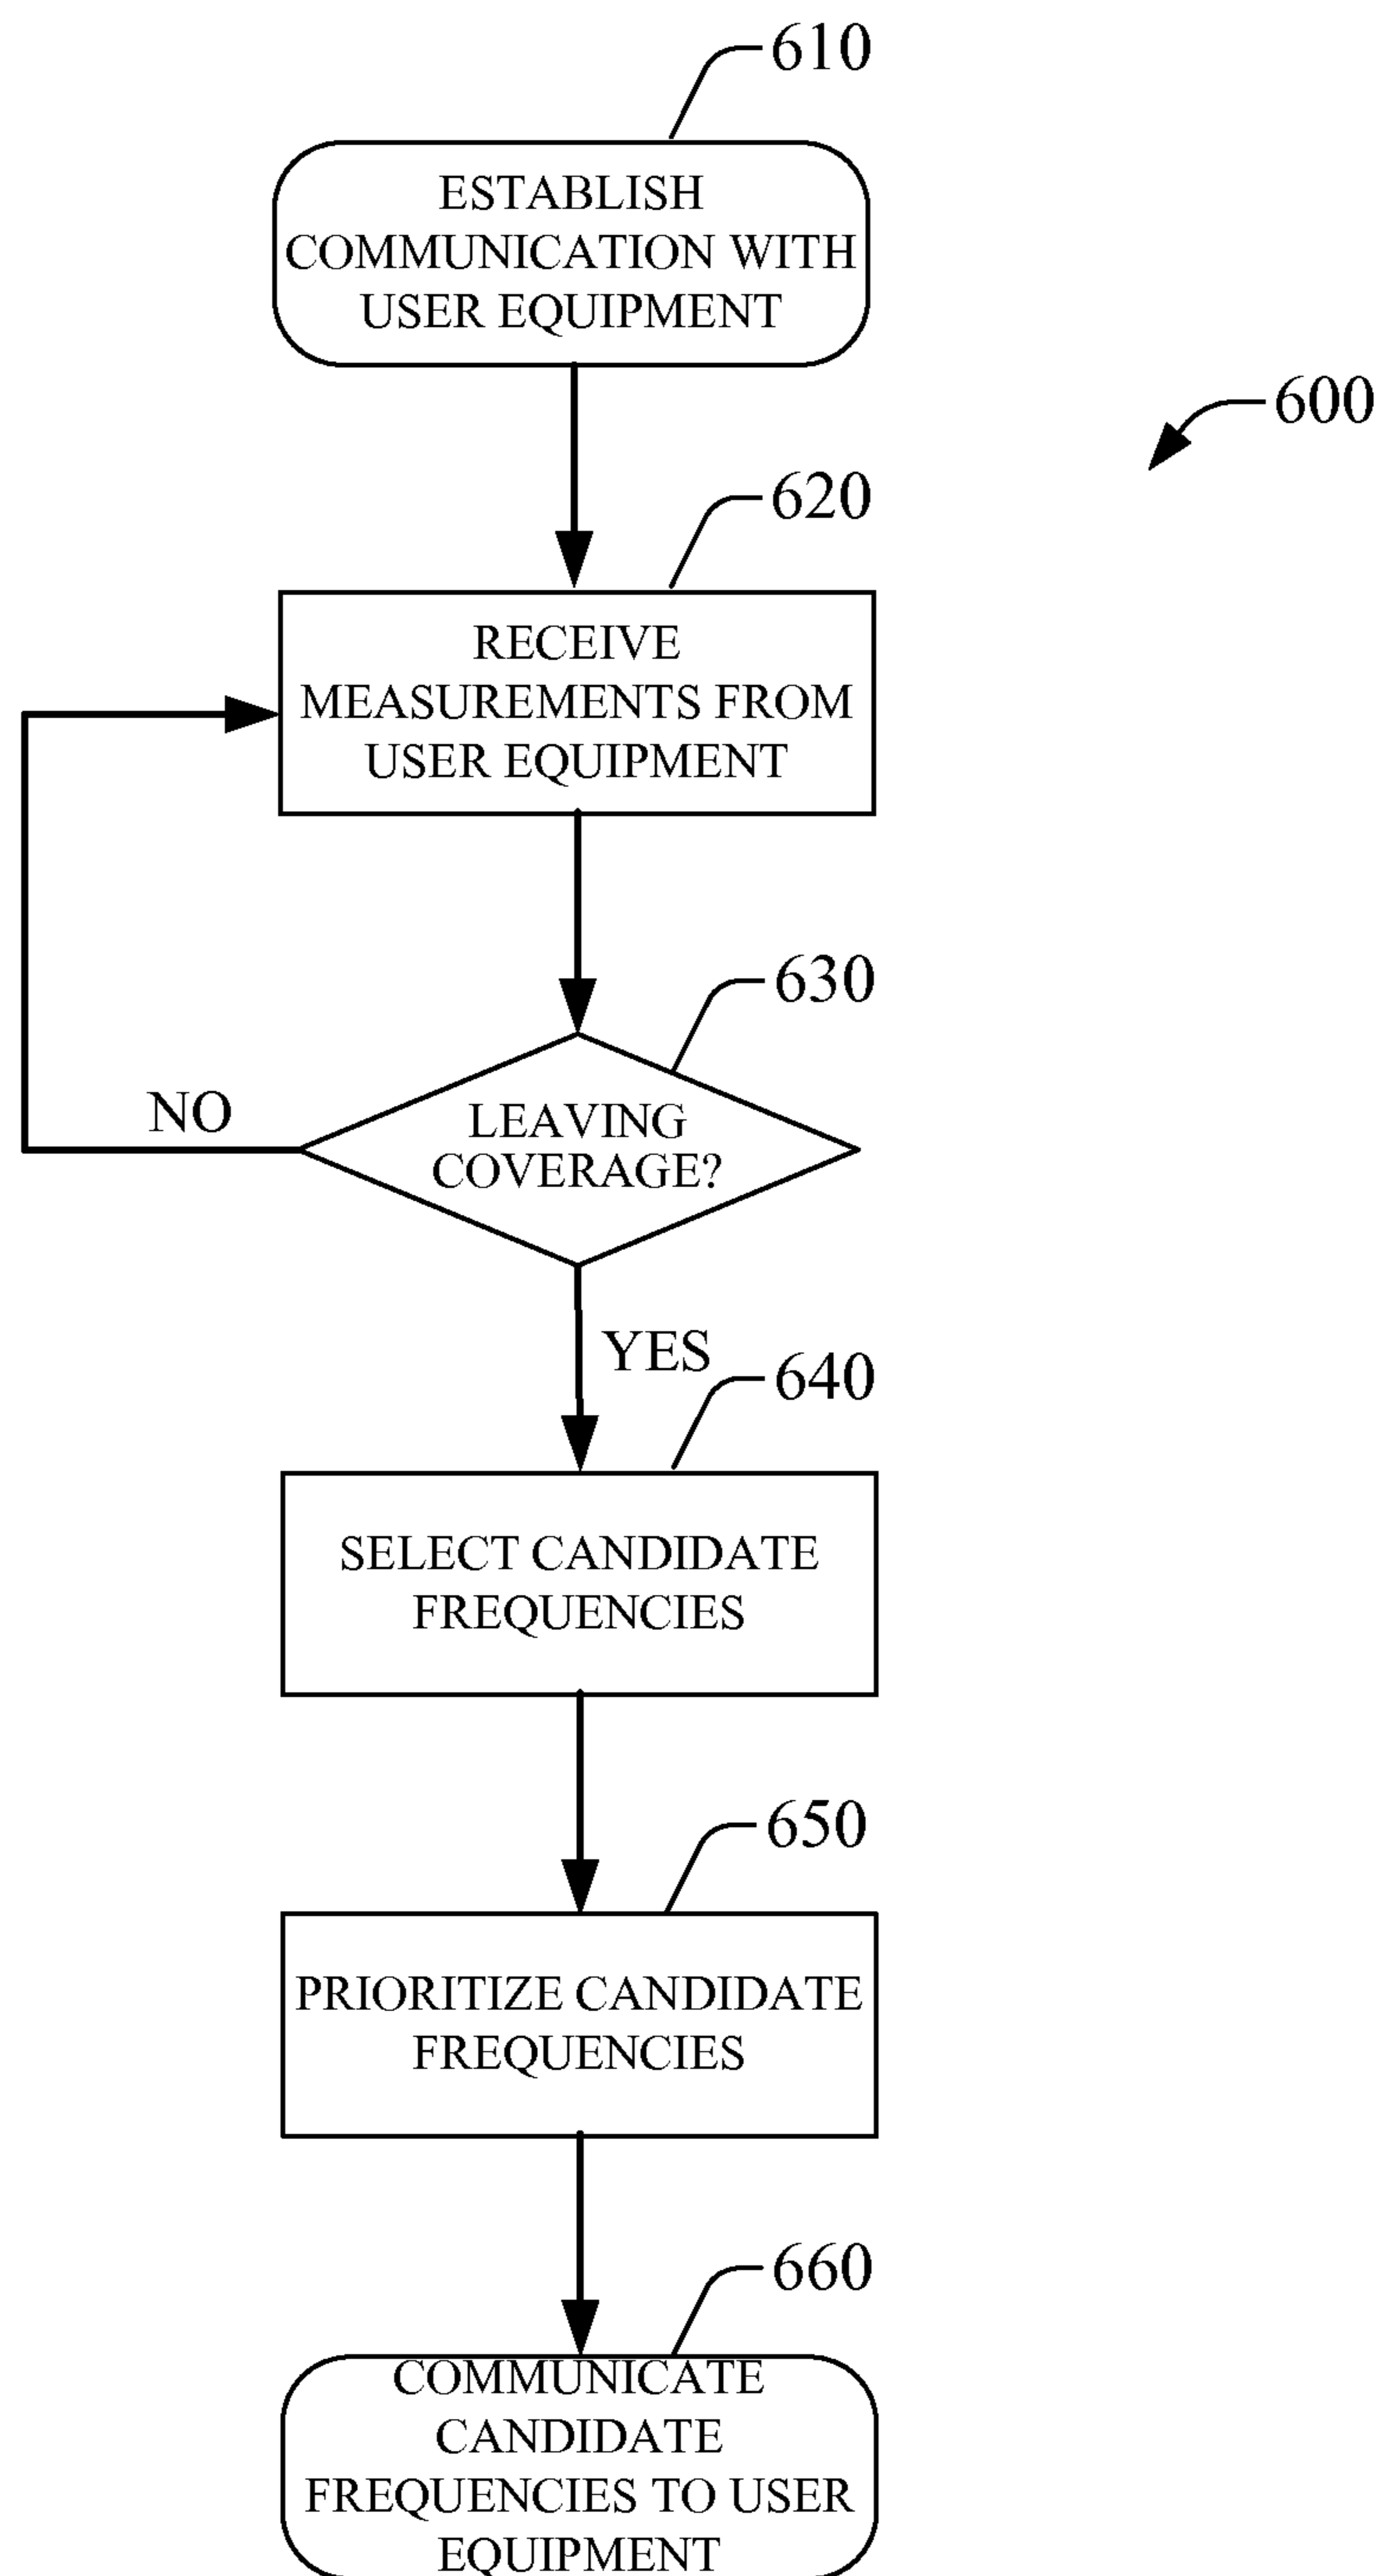 610
ESTABLISH
COMMUNICATION WITH
USER EQUIPMENT
600
620
RECEIVE
MEASUREMENTS FROM
USER EQUIPMENT
630
NO
LEAVING
COVERAGE?
YES
640
SELECT CANDIDATE
FREQUENCIES
650
PRIORITIZE CANDIDATE
FREQUENCIES
660
COMMUNICATE
CANDIDATE
FREQUENCIES TO USER
EQUIPMENT